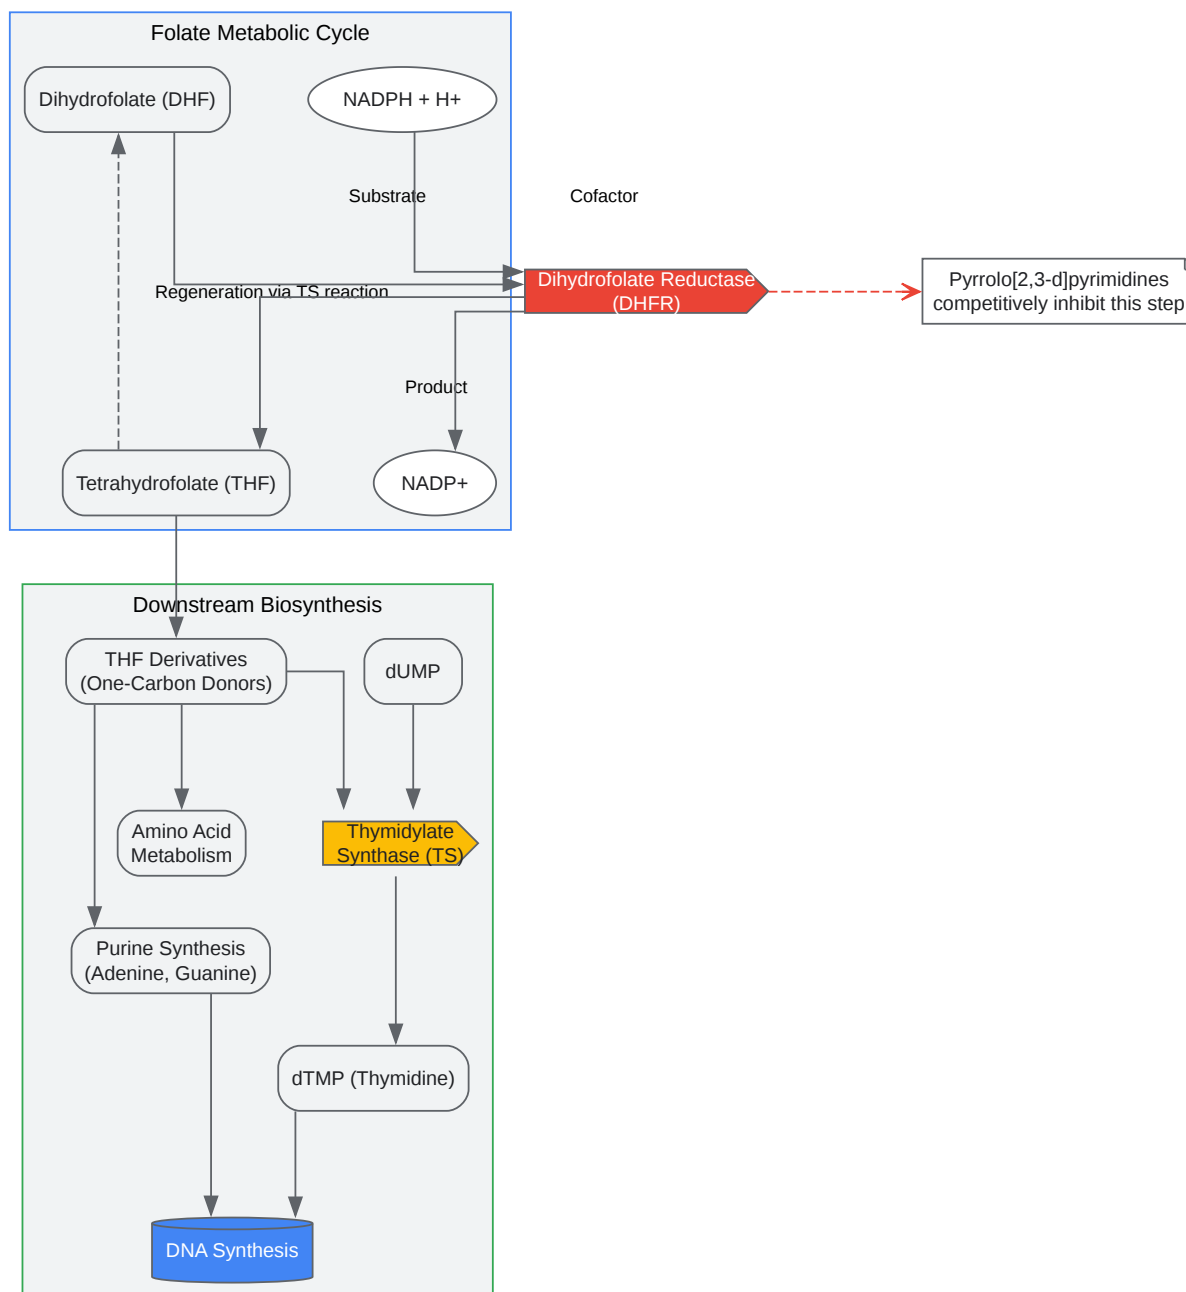 Folate Metabolic Cycle
Dihydrofolate (DHF)
NADPH + H+
Substrate
Cofactor
Dihydrofolate Reductase
(DHFR)
Pyrrolo[2,3-d]pyrimidines
competitively inhibit this step
Regeneration via TS reaction
Product
Tetrahydrofolate (THF)
NADP+
Downstream Biosynthesis
THF Derivatives
(One-Carbon Donors)
dUMP
Amino Acid
Metabolism
Thymidylate
Synthase (TS)
Purine Synthesis
(Adenine, Guanine)
dTMP (Thymidine)
DNA Synthesis